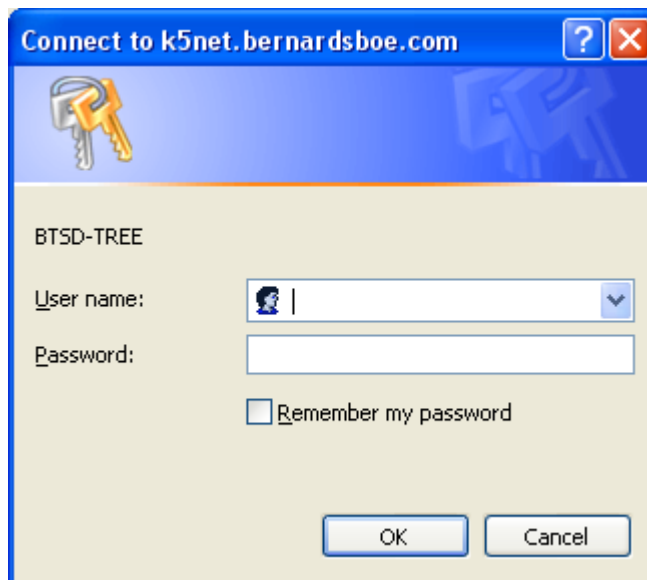 Connect to k5net.bernardsboe.com
BTSD-TREE
User name:
Password:
Remember my password
OK Cancel